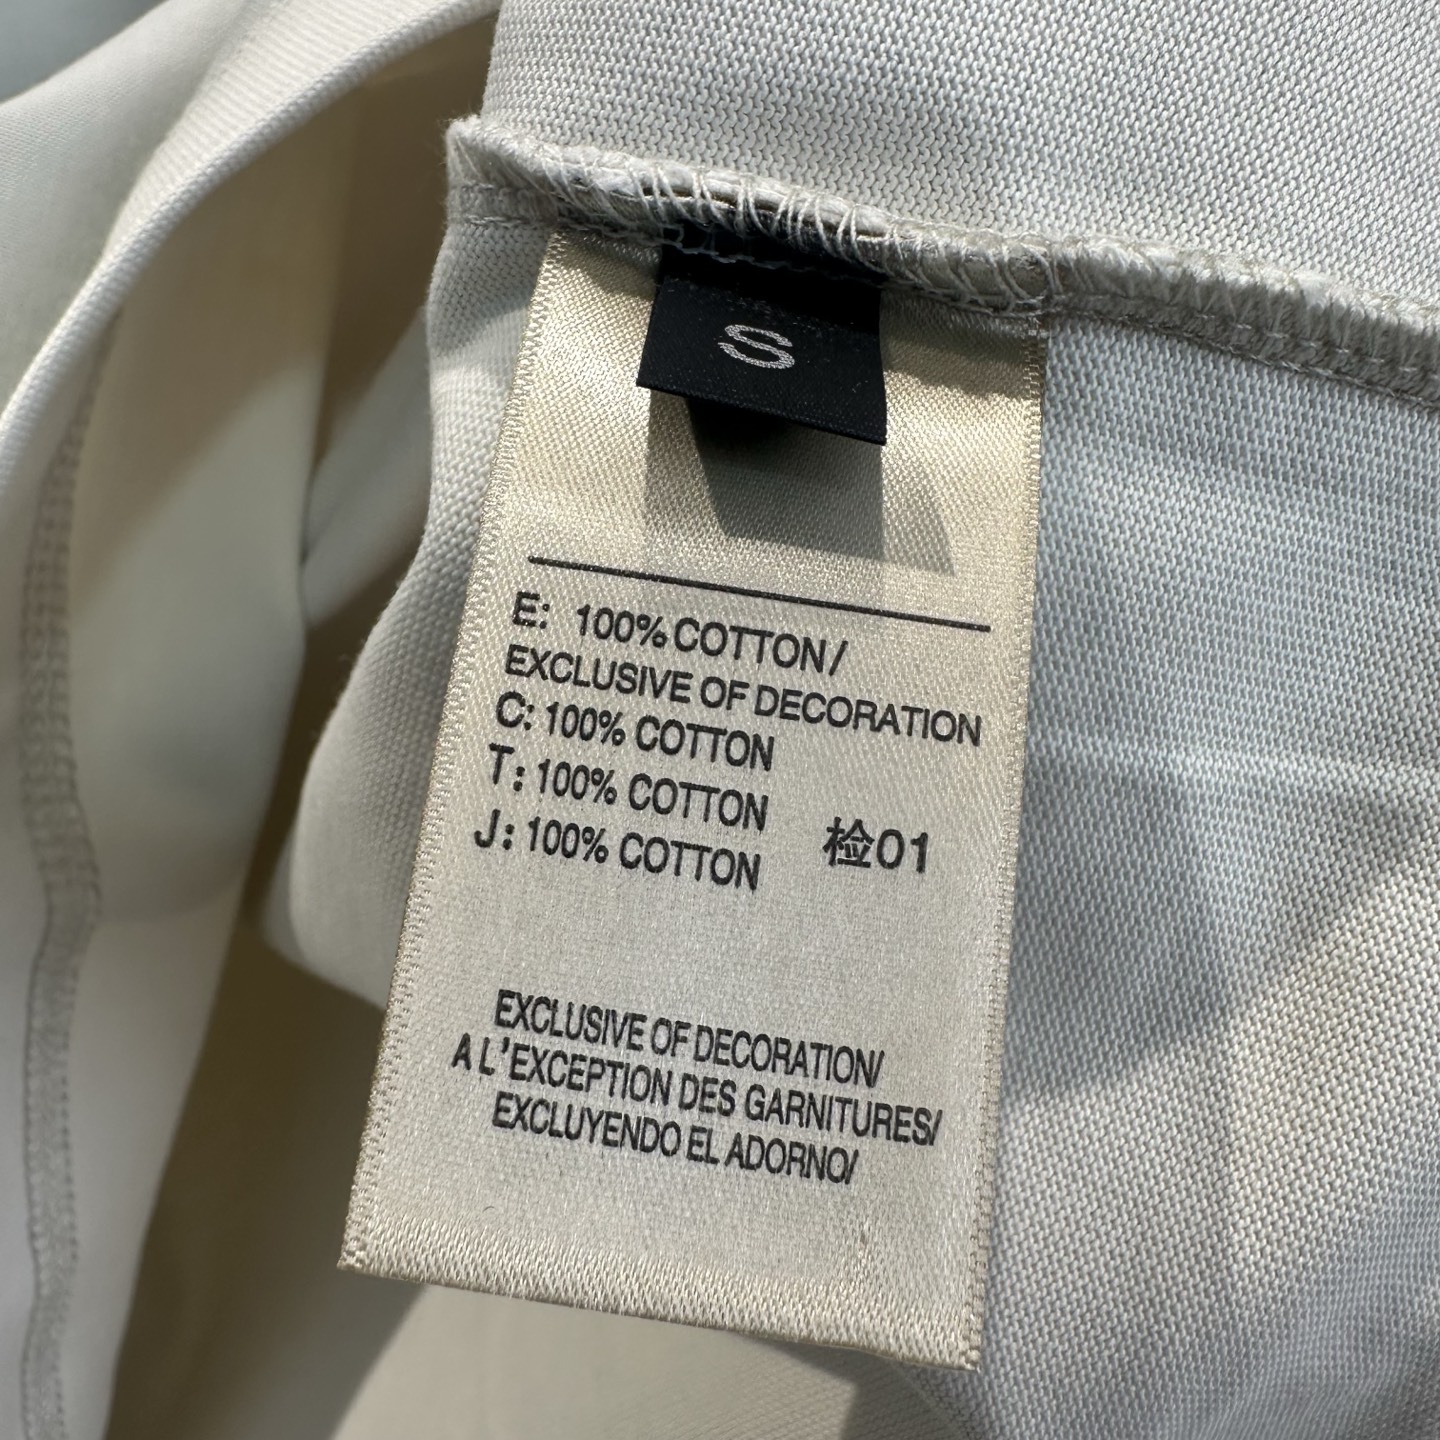 S
E: 100% COTTON/
EXCLUSIVE OF DECORATION
C: 100% COTTON
T: 100% COTTON
J: 100% COTTON 检01
EXCLUSIVE OF DECORATION/
A L'EXCEPTION DES GARNITURES/
EXCLUYENDO EL ADORNO/